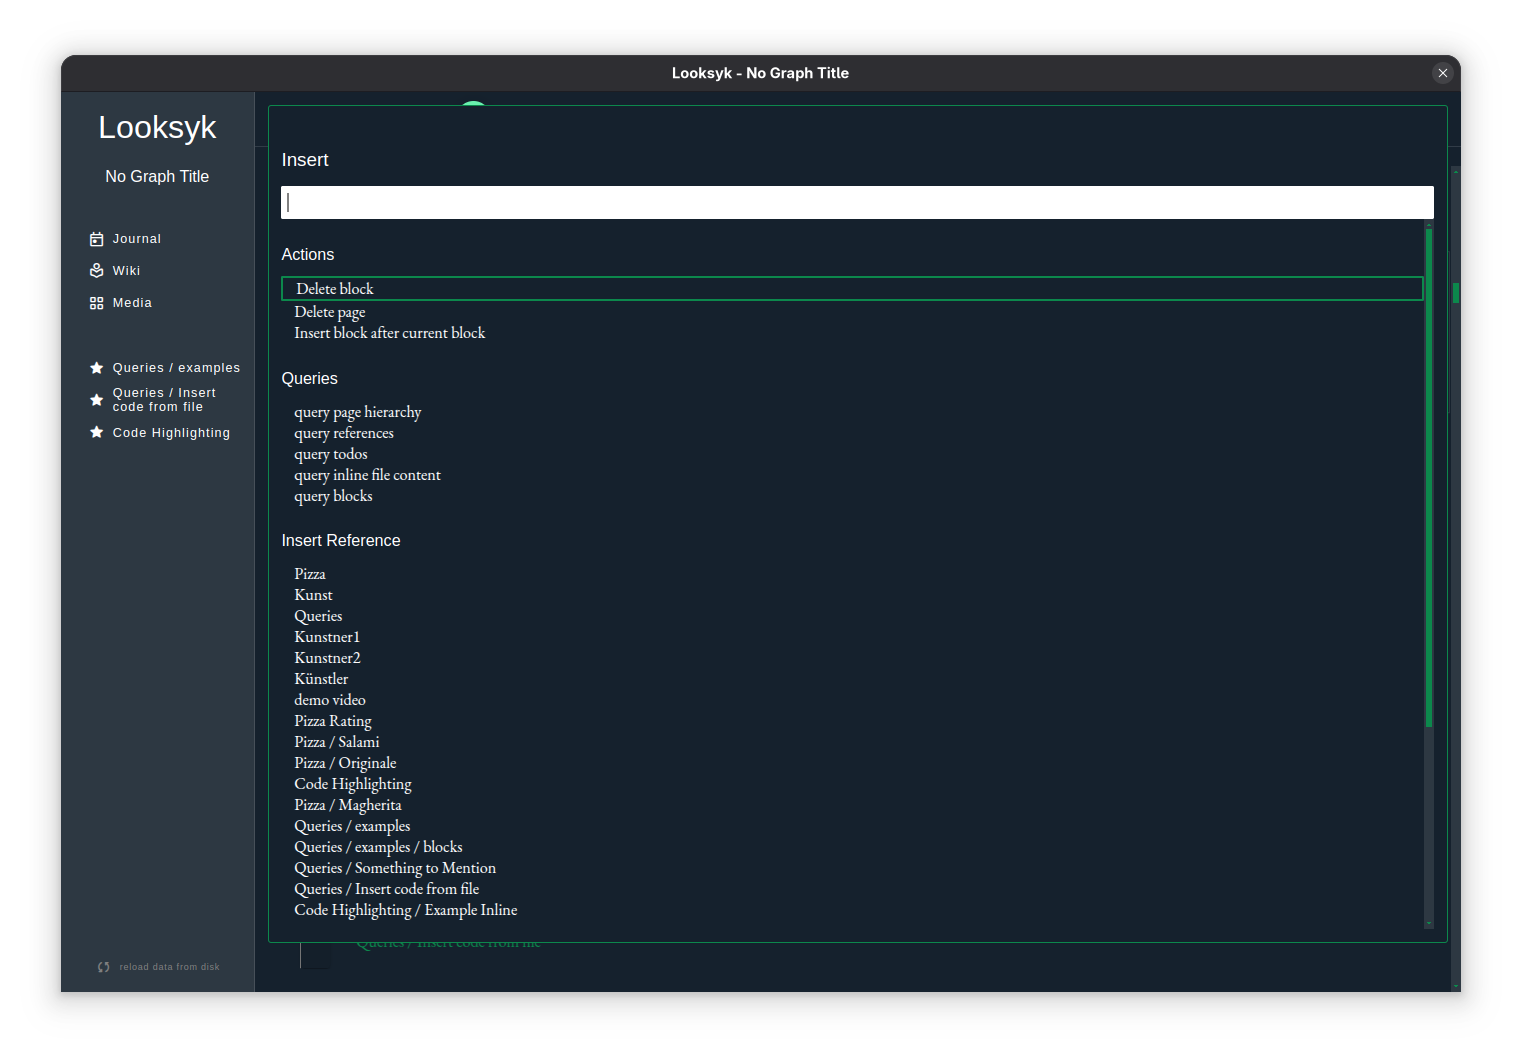 Looksyk - No Graph Title
Looksyk
No Graph Title
Journal
Wiki
Media
Queries / examples
Queries / Insert
code from file
Code Highlighting
reload data from disk
Insert
Actions
Delete block
Delete page
Insert block after current block
Queries
query page hierarchy
query references
query todos
query inline file content
query blocks
Insert Reference
Pizza
Kunst
Queries
Kunstner1
Kunstner2
Künstler
demo video
Pizza Rating
Pizza / Salami
Pizza / Originale
Code Highlighting
Pizza / Magherita
Queries / examples
Queries / examples / blocks
Queries / Something to Mention
Queries / Insert code from file
Code Highlighting / Example Inline
Queries / Insert code from file